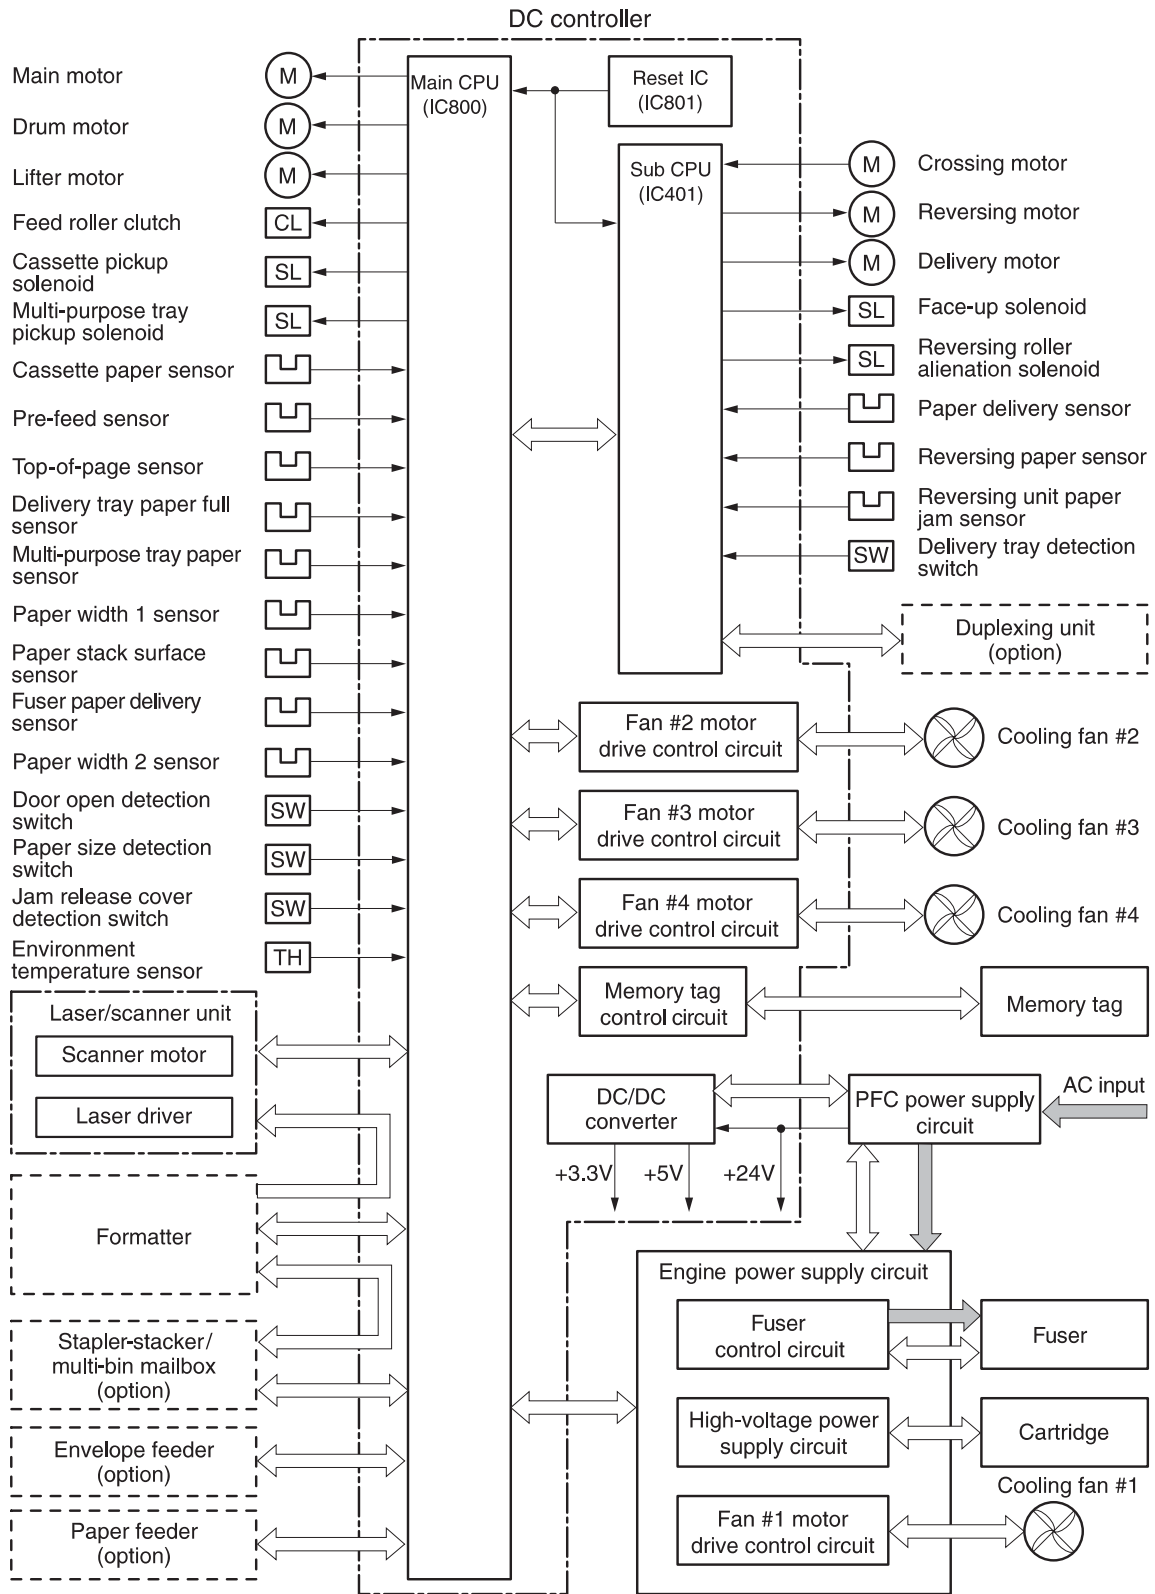 DC controller
Main motor
M
Drum motor
M
Lifter motor
M
Feed roller clutch
CL
Cassette pickup
solenoid
SL
Multi-purpose tray
pickup solenoid
SL
Cassette paper sensor
Pre-feed sensor
Top-of-page sensor
Delivery tray paper full
sensor
Multi-purpose tray paper
sensor
Paper width 1 sensor
Paper stack surface
sensor
Fuser paper delivery
sensor
Paper width 2 sensor
Door open detection
switch
SW
Paper size detection
switch
SW
Jam release cover
detection switch
SW
Environment
temperature sensor
TH
Laser/scanner unit
Scanner motor
Laser driver
Formatter
Stapler-stacker/
multi-bin mailbox
(option)
Envelope feeder
(option)
Paper feeder
(option)
Main CPU
(IC800)
Reset IC
(IC801)
Sub CPU
(IC401)
M
Crossing motor
M
Reversing motor
M
Delivery motor
SL
Face-up solenoid
SL
Reversing roller
alienation solenoid
Paper delivery sensor
Reversing paper sensor
Reversing unit paper
jam sensor
SW
Delivery tray detection
switch
Duplexing unit
(option)
Fan #2 motor
drive control circuit
Cooling fan #2
Fan #3 motor
drive control circuit
Cooling fan #3
Fan #4 motor
drive control circuit
Cooling fan #4
Memory tag
control circuit
Memory tag
DC/DC
converter
PFC power supply
circuit
AC input
+3.3V
+5V
+24V
Engine power supply circuit
Fuser
control circuit
Fuser
High-voltage power
supply circuit
Cartridge
Cooling fan #1
Fan #1 motor
drive control circuit